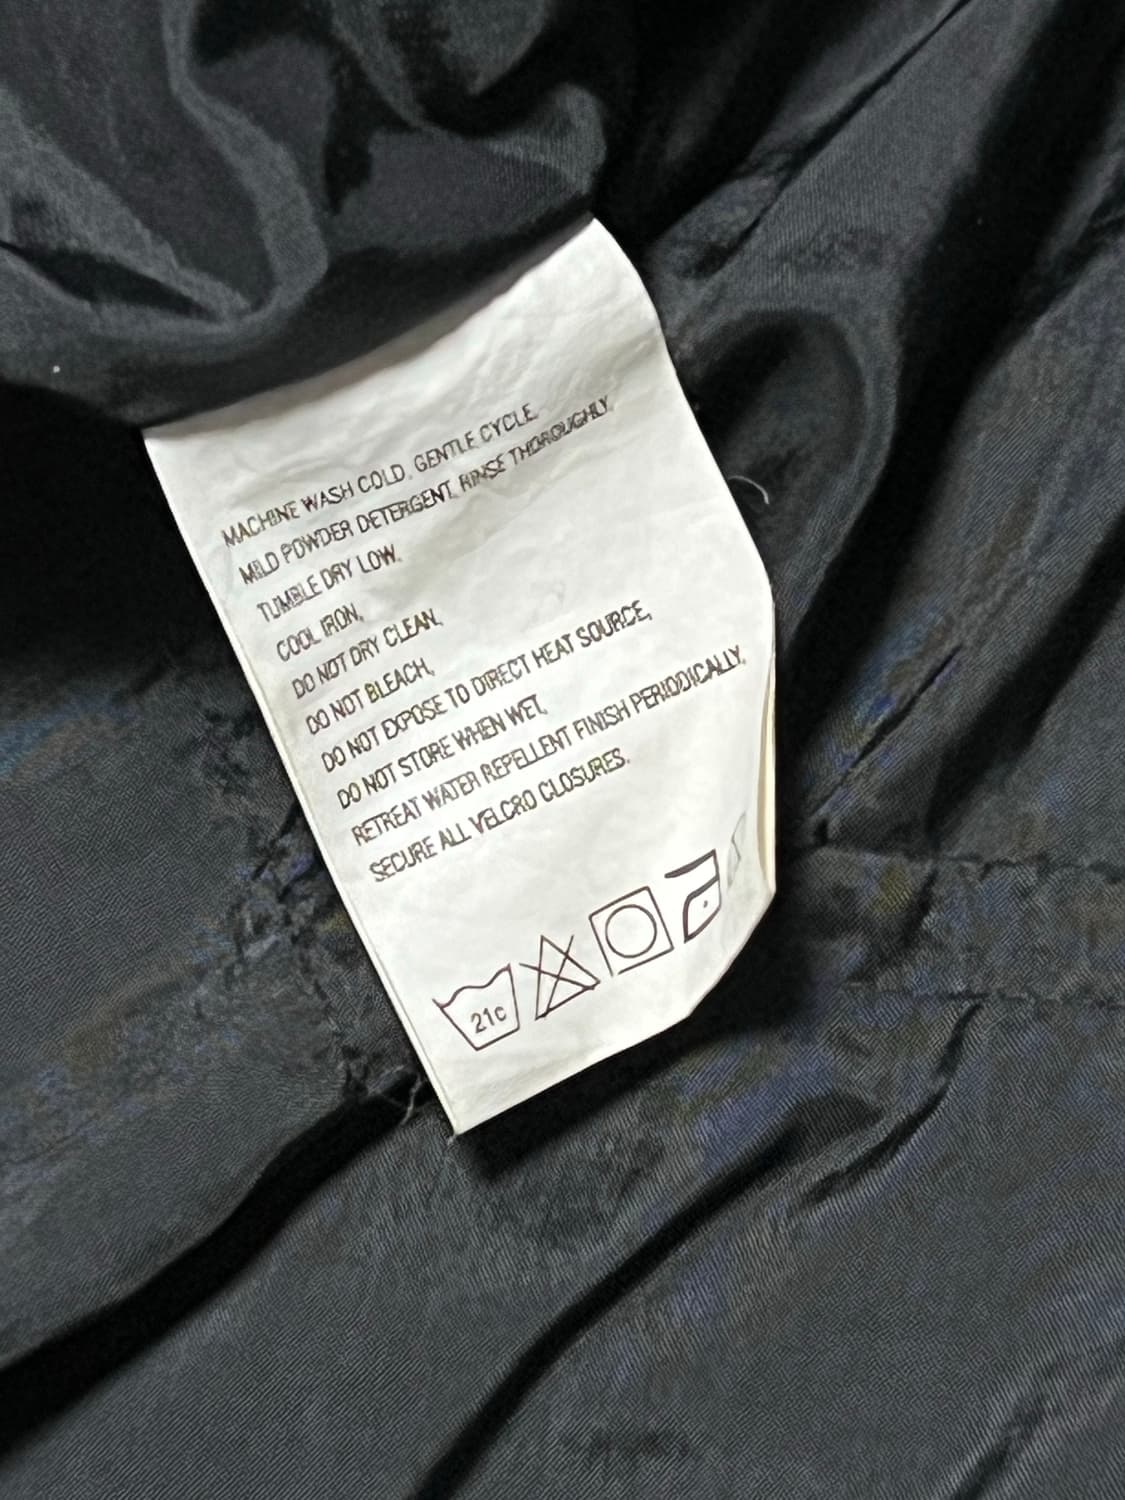 MACHINE WASH COLD, GENTLE CYCLE.
MILD POWDER DETERGENT, RINSE THOROUGHLY.
TUMBLE DRY LOW.
COOL IRON.
DO NOT DRY CLEAN.
DO NOT BLEACH.
DO NOT EXPOSE TO DIRECT HEAT SOURCE.
DO NOT STORE WHEN WET.
RETREAT WATER REPELLENT FINISH PERIODICALLY.
SECURE ALL VELCRO CLOSURES.
21c